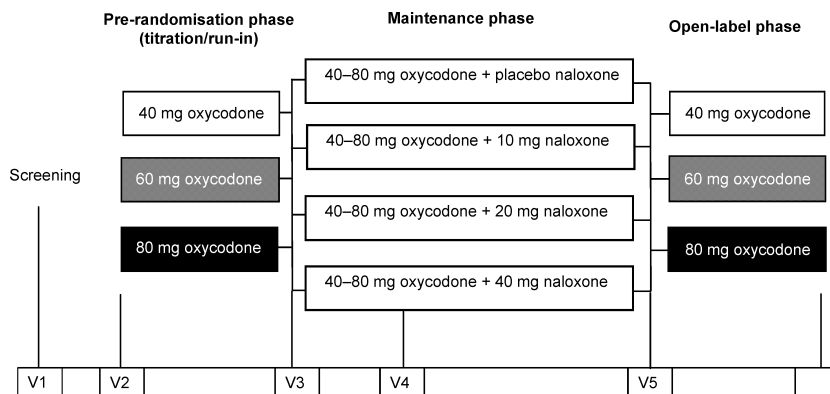 Pre-randomisation phase
(titration/run-in)
Maintenance phase
Open-label phase
Screening
40 mg oxycodone
60 mg oxycodone
80 mg oxycodone
40–80 mg oxycodone + placebo naloxone
40–80 mg oxycodone + 10 mg naloxone
40–80 mg oxycodone + 20 mg naloxone
40–80 mg oxycodone + 40 mg naloxone
40 mg oxycodone
60 mg oxycodone
80 mg oxycodone
V1
V2
V3
V4
V5